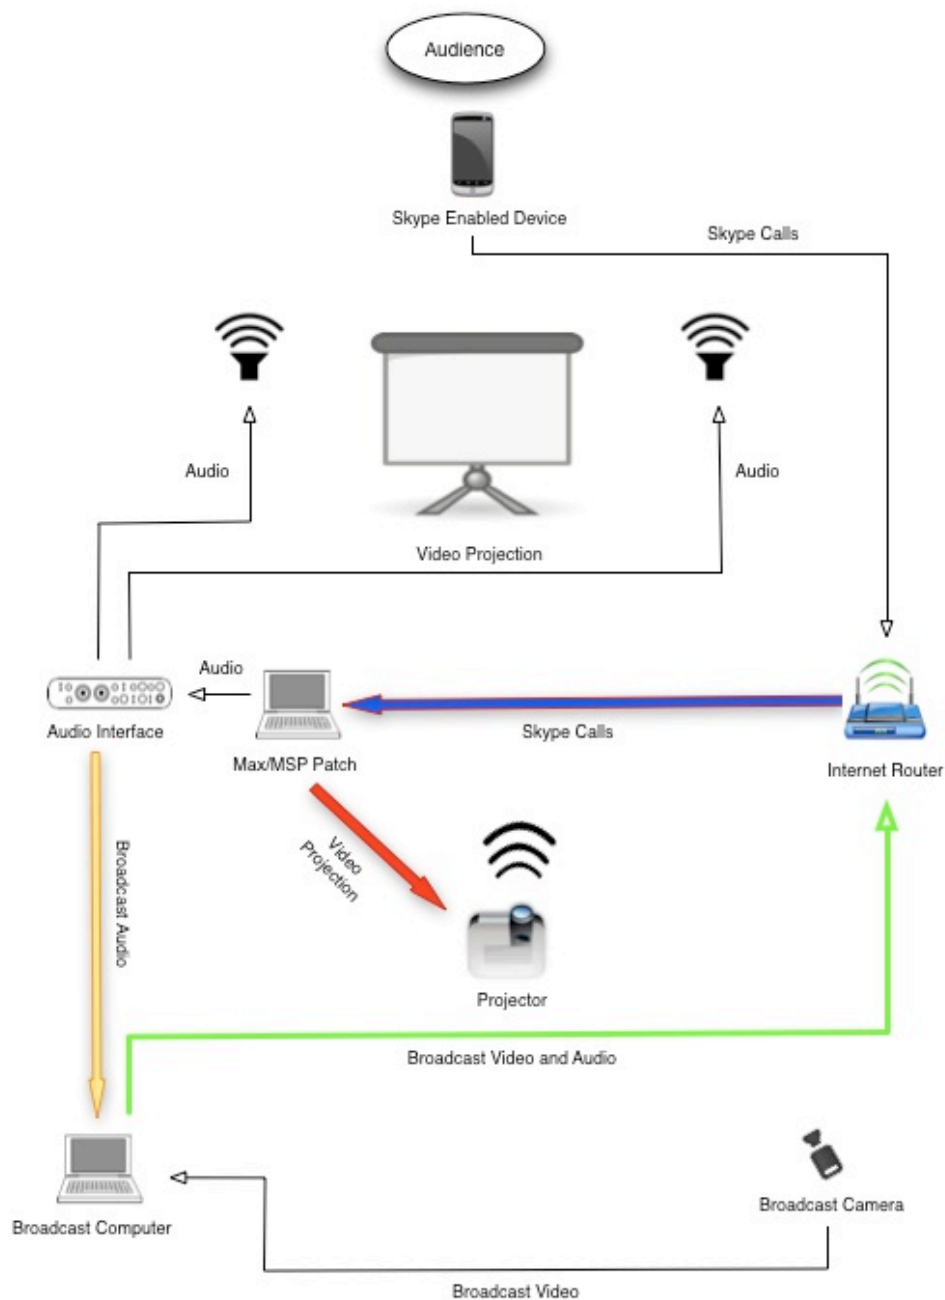 Audience
Skype Enabled Device
Skype Calls
Audio
Audio
Video Projection
Audio
Audio Interface
Max/MSP Patch
Skype Calls
Internet Router
Video
Projection
Broadcast Audio
Projector
Broadcast Video and Audio
Broadcast Computer
Broadcast Camera
Broadcast Video